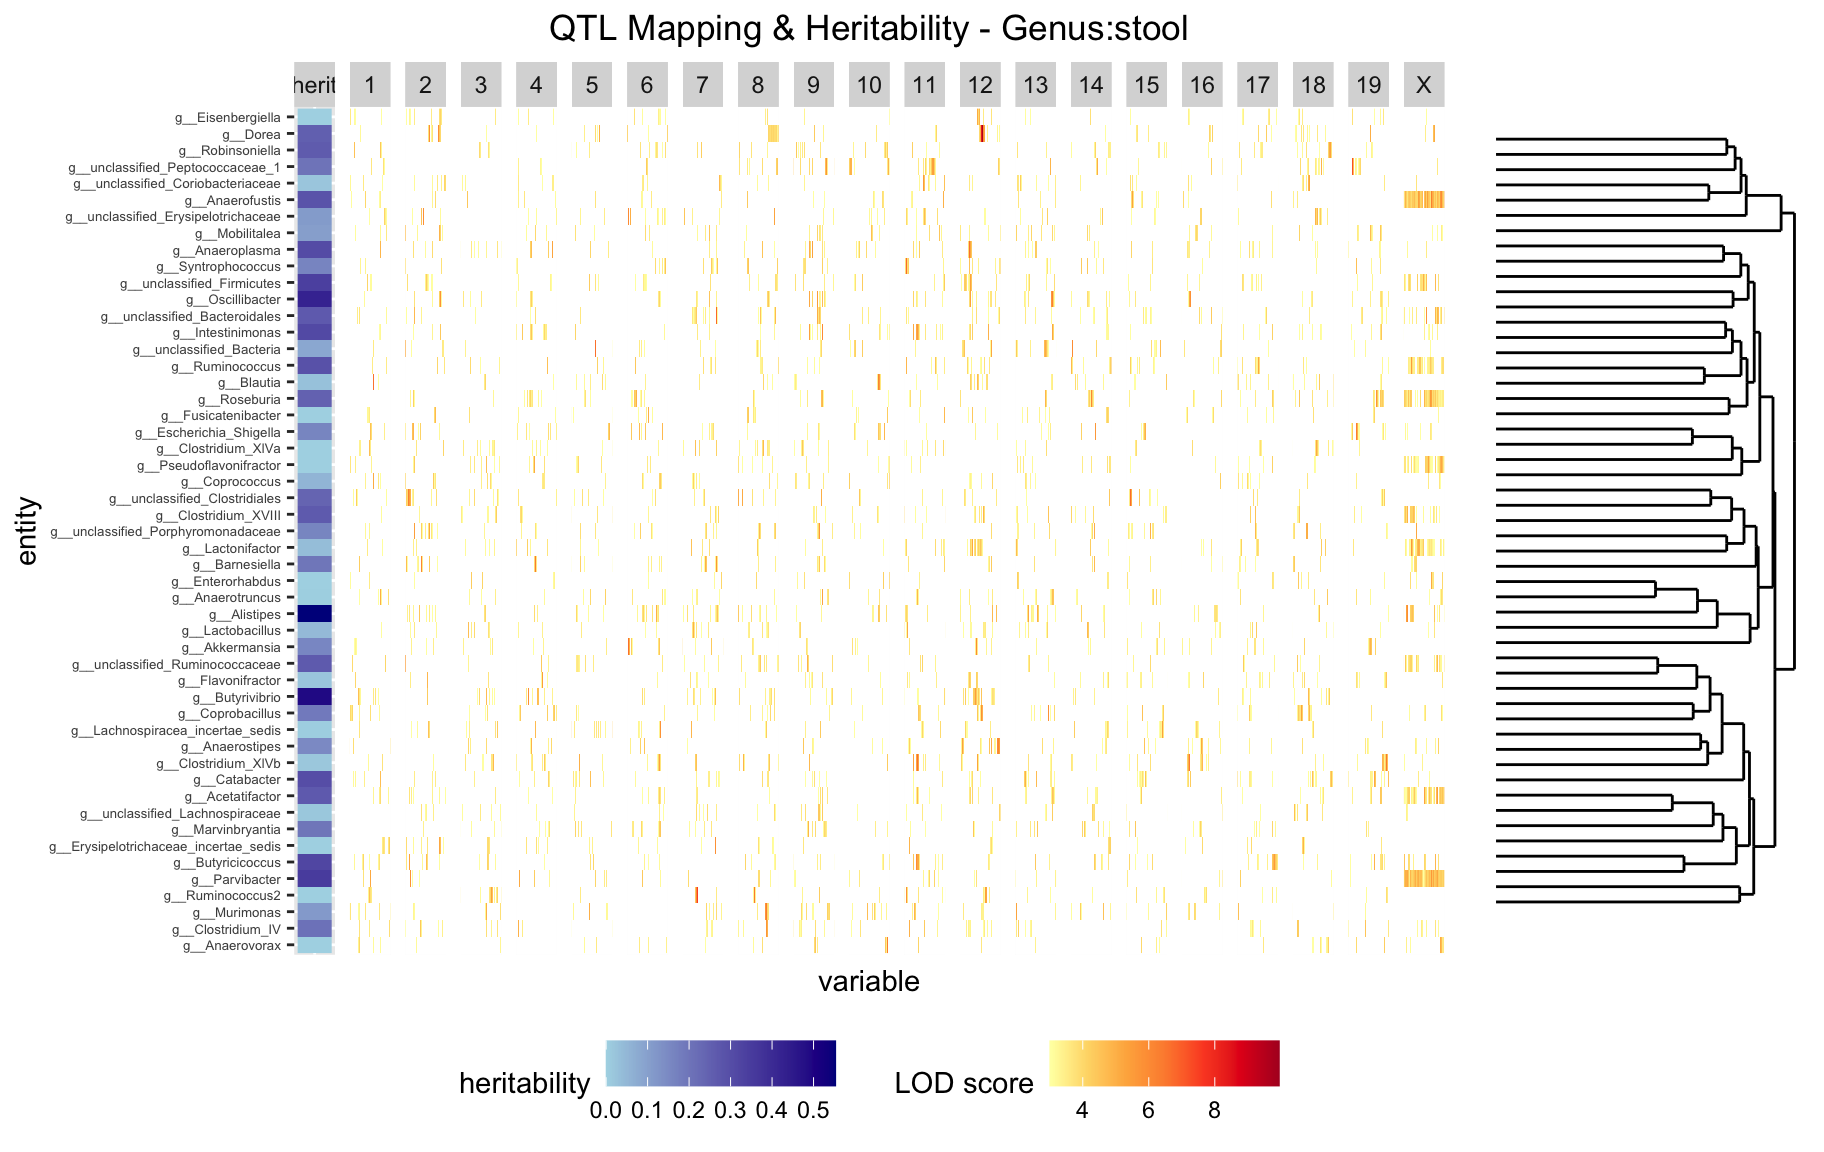 QTL Mapping & Heritability - Genus:stool
herit 1 2 3 4 5 6 7 8 9 10 11 12 13 14 15 16 17 18 19 X
g__Eisenbergiella
g__Dorea
g__Robinsoniella
g__unclassified_Peptococcaceae_1
g__unclassified_Coriobacteriaceae
g__Anaerofustis
g__unclassified_Erysipelotrichaceae
g__Mobilitalea
g__Anaeroplasma
g__Syntrophococcus
g__unclassified_Firmicutes
g__Oscillibacter
g__unclassified_Bacteroidales
g__Intestinimonas
g__unclassified_Bacteria
g__Ruminococcus
g__Blautia
g__Roseburia
g__Fusicatenibacter
g__Escherichia_Shigella
g__Clostridium_XlVa
g__Pseudoflavonifractor
g__Coprococcus
g__unclassified_Clostridiales
g__Clostridium_XVIII
g__unclassified_Porphyromonadaceae
g__Lactonifactor
g__Barnesiella
g__Enterorhabdus
g__Anaerotruncus
g__Alistipes
g__Lactobacillus
g__Akkermansia
g__unclassified_Ruminococcaceae
g__Flavonifractor
g__Butyrivibrio
g__Coprobacillus
g__Lachnospiracea_incertae_sedis
g__Anaerostipes
g__Clostridium_XlVb
g__Catabacter
g__Acetatifactor
g__unclassified_Lachnospiraceae
g__Marvinbryantia
g__Erysipelotrichaceae_incertae_sedis
g__Butyricicoccus
g__Parvibacter
g__Ruminococcus2
g__Murimonas
g__Clostridium_IV
g__Anaerovorax
entity
variable
heritability
0.0 0.1 0.2 0.3 0.4 0.5
LOD score
4 6 8